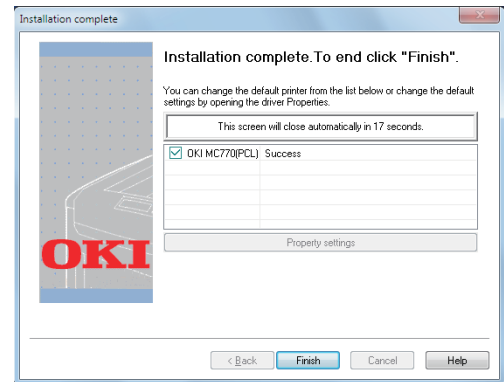 Installation complete
Installation complete.To end click "Finish".
You can change the default printer from the list below or change the default
settings by opening the driver Properties.
This screen will close automatically in 17 seconds.
OKI MC770(PCL) Success
OKI
Property settings
< Back Finish Cancel Help